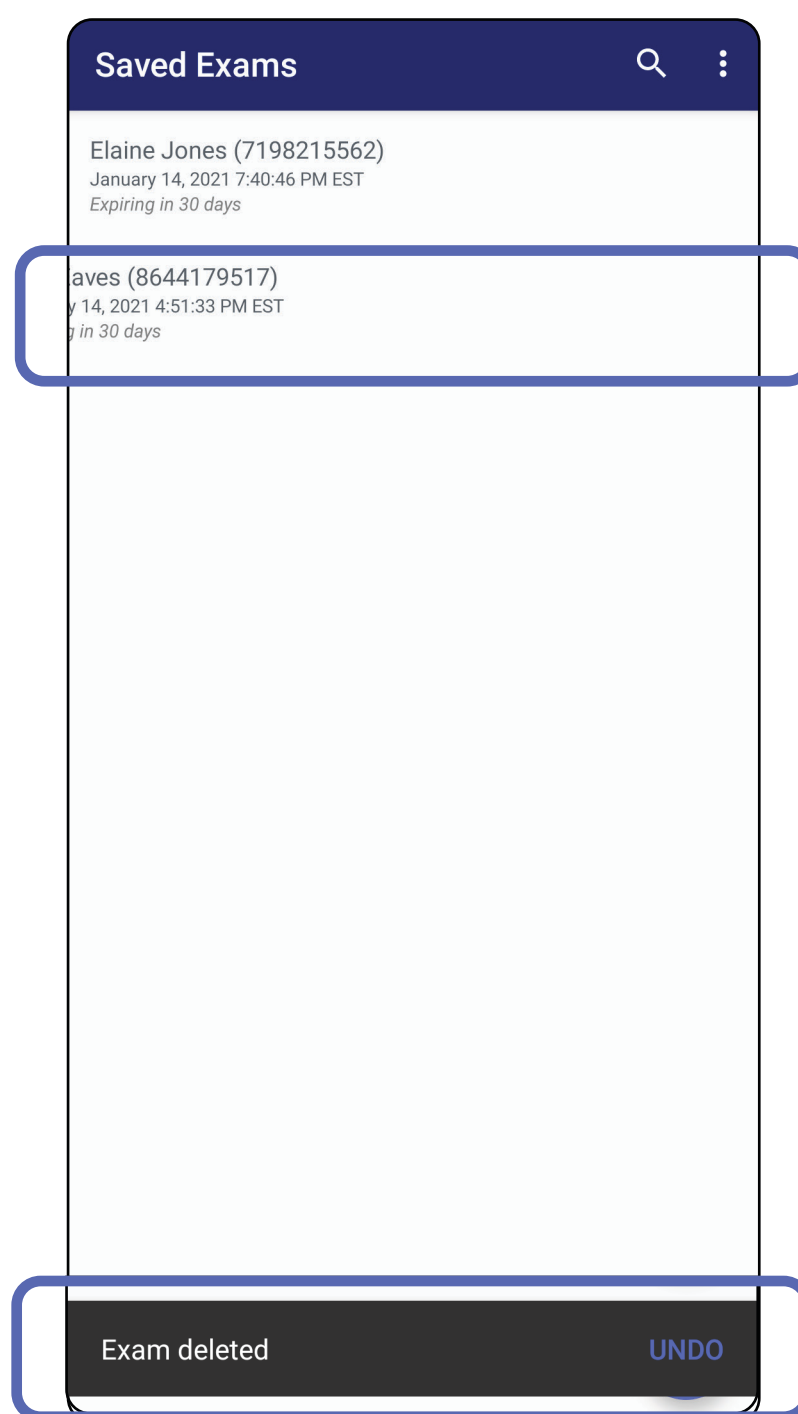 Saved Exams
Elaine Jones (7198215562)
January 14, 2021 7:40:46 PM EST
Expiring in 30 days
aves (8644179517)
y 14, 2021 4:51:33 PM EST
in 30 days
Exam deleted UNDO